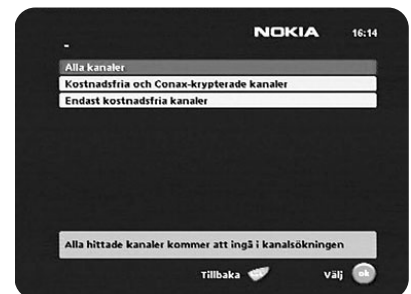 NOKIA 16:14
-
Alla kanaler
Kostnadsfria och Conax-krypterade kanaler
Endast kostnadsfria kanaler
Alla hittade kanaler kommer att ingå i kanalsökningen
Tillbaka Välj ok